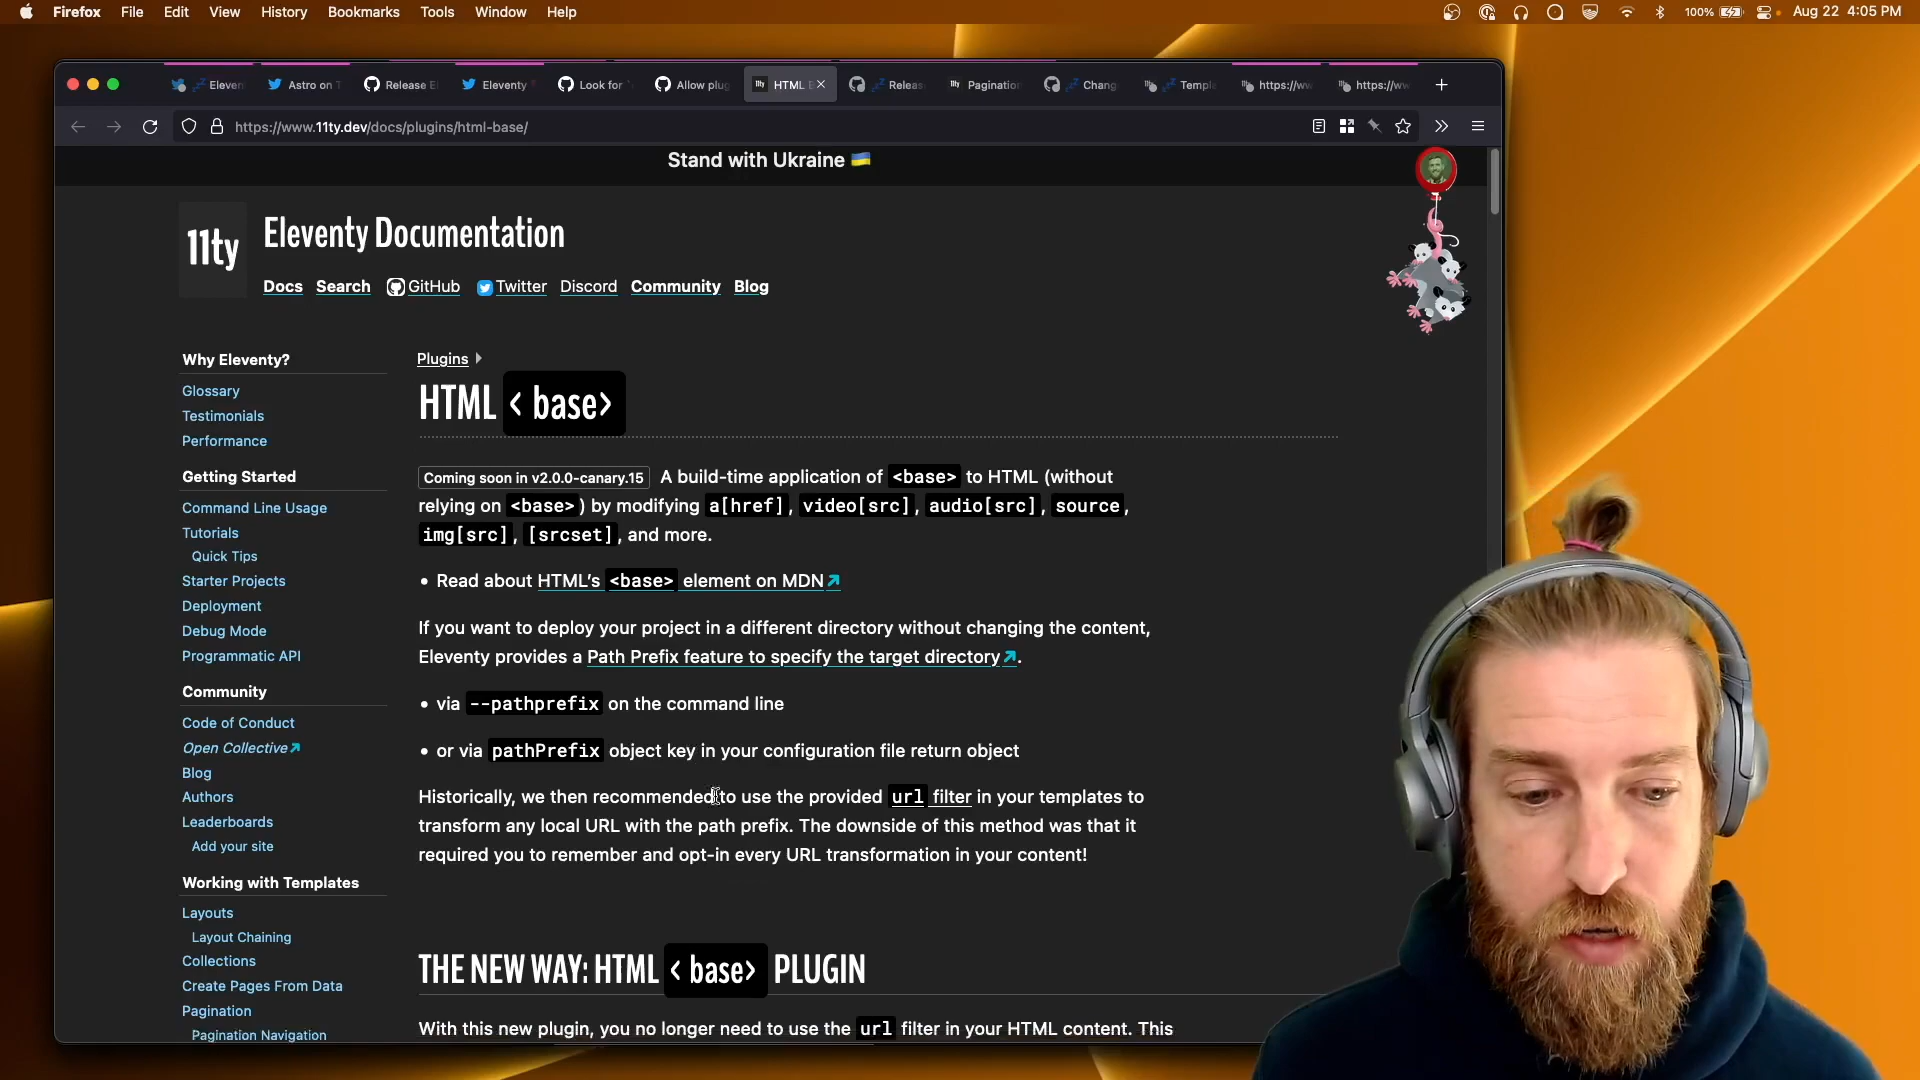 Firefox File Edit View History Bookmarks Tools Window Help 100% Aug 22 4:05 PM
Eleven Astro on T Release El Eleventy Look for Allow plug HTML B Releas Pagination Chang Templ https://ww https://ww
https://www.11ty.dev/docs/plugins/html-base/
Stand with Ukraine
11ty
Eleventy Documentation
Docs Search GitHub Twitter Discord Community Blog
Why Eleventy?
Glossary
Testimonials
Performance
Getting Started
Command Line Usage
Tutorials
Quick Tips
Starter Projects
Deployment
Debug Mode
Programmatic API
Community
Code of Conduct
Open Collective
Blog
Authors
Leaderboards
Add your site
Working with Templates
Layouts
Layout Chaining
Collections
Create Pages From Data
Pagination
Pagination Navigation
Plugins
HTML < base>
Coming soon in v2.0.0-canary.15 A build-time application of <base> to HTML (without
relying on <base>) by modifying a[href], video[src], audio[src], source,
img[src], [srcset], and more.
• Read about HTML’s <base> element on MDN
If you want to deploy your project in a different directory without changing the content,
Eleventy provides a Path Prefix feature to specify the target directory.
• via --pathprefix on the command line
• or via pathPrefix object key in your configuration file return object
Historically, we then recommended to use the provided url filter in your templates to
transform any local URL with the path prefix. The downside of this method was that it
required you to remember and opt-in every URL transformation in your content!
THE NEW WAY: HTML < base> PLUGIN
With this new plugin, you no longer need to use the url filter in your HTML content. This